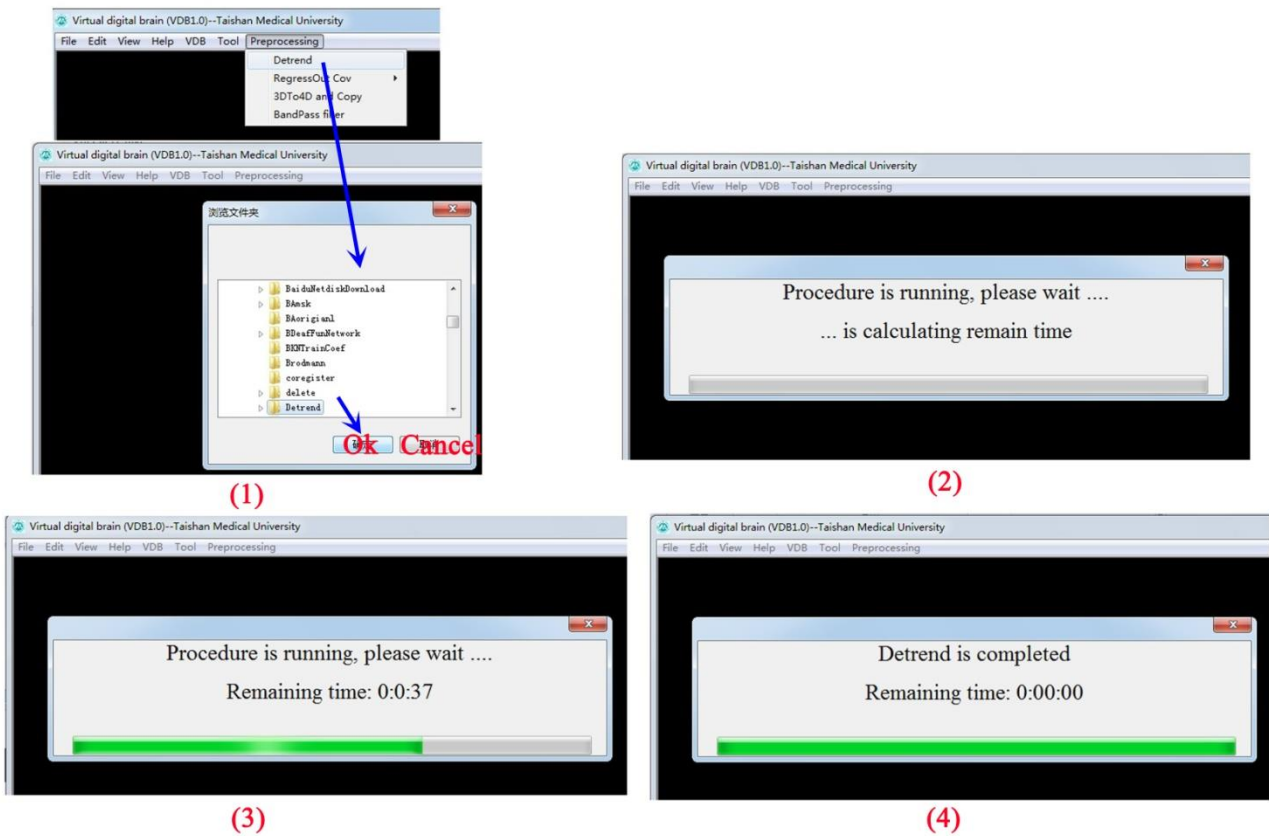 Virtual digital brain (VDB1.0)--Taishan Medical University
File Edit View Help VDB Tool Preprocessing
Detrend
RegressOut Cov
3DTo4D and Copy
BandPass filter
Virtual digital brain (VDB1.0)--Taishan Medical University
File Edit View Help VDB Tool Preprocessing
浏览文件夹
BaiduNetdiskDownload
BAmsk
BAorigianl
BDeafFunNetwork
BKNTrainCoef
Brodmann
coregister
delete
Detrend
Ok Cancel
(1)
Virtual digital brain (VDB1.0)--Taishan Medical University
File Edit View Help VDB Tool Preprocessing
Procedure is running, please wait ....
... is calculating remain time
(2)
Virtual digital brain (VDB1.0)--Taishan Medical University
File Edit View Help VDB Tool Preprocessing
Procedure is running, please wait ....
Remaining time: 0:0:37
(3)
Virtual digital brain (VDB1.0)--Taishan Medical University
File Edit View Help VDB Tool Preprocessing
Detrend is completed
Remaining time: 0:00:00
(4)